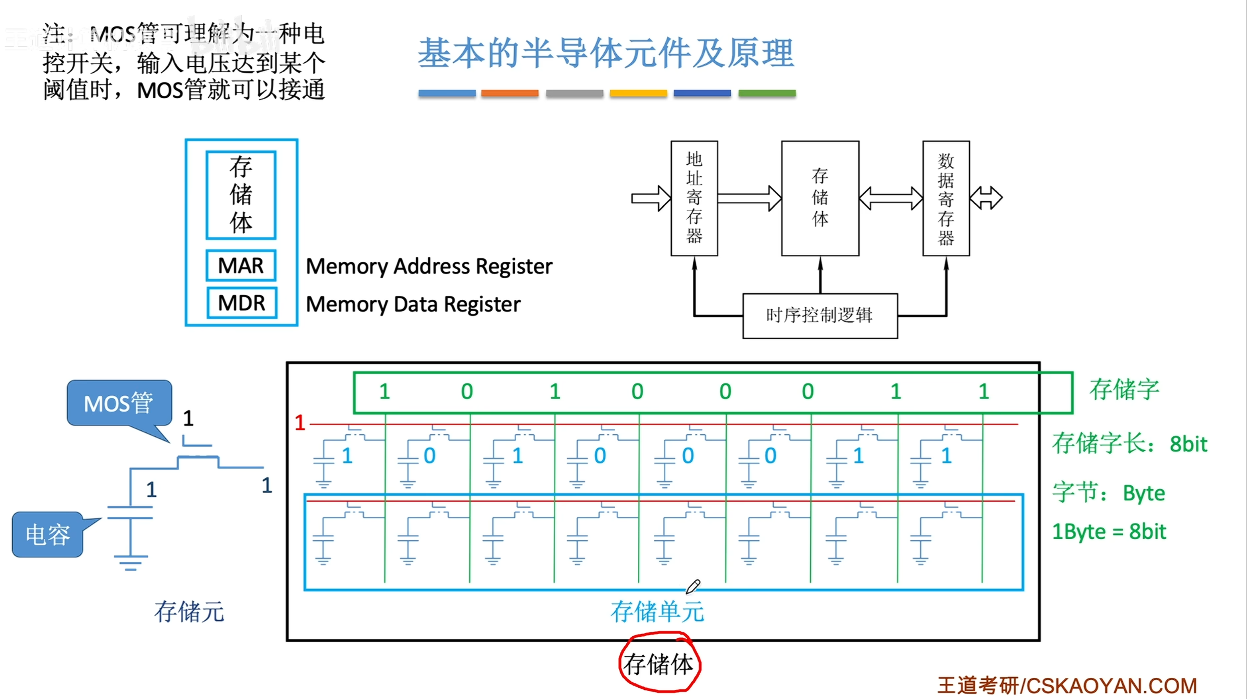 注：MOS管可理解为一种电
控开关，输入电压达到某个
阈值时，MOS管就可以接通
基本的半导体元件及原理
存
储
体
MAR
Memory Address Register
MDR
Memory Data Register
地
址
寄
存
器
存
储
体
数
据
寄
存
器
时序控制逻辑
MOS管
1
1
1
电容
存储元
1 0 1 0 0 0 1 1
存储字
1
1 0 1 0 0 0 1 1
存储字长：8bit
字节：Byte
1Byte = 8bit
存储单元
存储体
王道考研/CSKAOYAN.COM